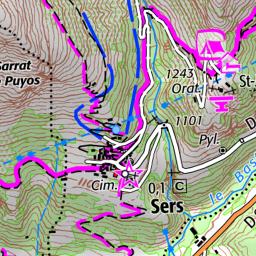 Sarrat
Puyos
1243
Orat.
St-
1101
Pyl.
D
Cim.
0,1
C
Sers
le Bas
D